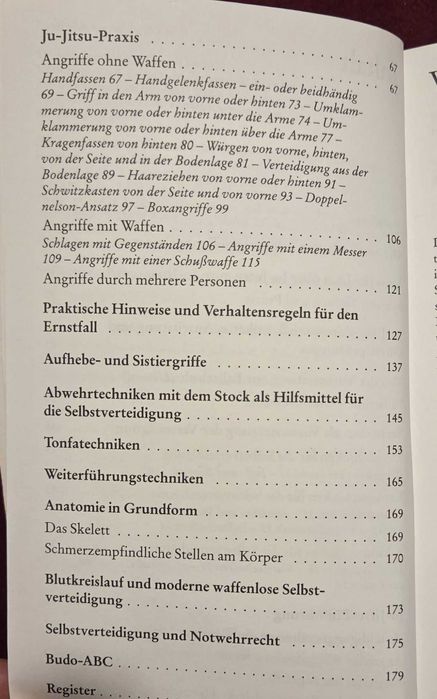 Ju-Jitsu-Praxis . . . . . . . . . . . . . . . . . . 67
Angriffe ohne Waffen . . . . . . . . . . . . . . . . 67
Handfassen 67 – Handgelenkfassen – ein- oder beidhändig
69 – Griff in den Arm von vorne oder hinten 73 – Umklam-
merung von vorne oder hinten unter die Arme 74 – Um-
klammerung von vorne oder hinten über die Arme 77 –
Kragenfassen von hinten 80 – Würgen von vorne, hinten,
von der Seite und in der Bodenlage 81 – Verteidigung aus der
Bodenlage 89 – Haareziehen von vorne oder hinten 91 –
Schwitzkasten von der Seite und von vorne 93 – Doppel-
nelson-Ansatz 97 – Boxangriffe 99
Angriffe mit Waffen . . . . . . . . . . . . . . . . 106
Schlagen mit Gegenständen 106 – Angriffe mit einem Messer
109 – Angriffe mit einer Schußwaffe 115
Angriffe durch mehrere Personen . . . . . . . . . . 121
Praktische Hinweise und Verhaltensregeln für den
Ernstfall . . . . . . . . . . . . . . . . . . . . . 127
Aufhebe- und Sistiergriffe . . . . . . . . . . . . . 137
Abwehrtechniken mit dem Stock als Hilfsmittel für
die Selbstverteidigung . . . . . . . . . . . . . . . 145
Tonfatechniken . . . . . . . . . . . . . . . . . . . 153
Weiterführungstechniken . . . . . . . . . . . . . . 165
Anatomie in Grundform . . . . . . . . . . . . . . . 169
Das Skelett . . . . . . . . . . . . . . . . . . . . 169
Schmerzempfindliche Stellen am Körper . . . . . . . 170
Blutkreislauf und moderne waffenlose Selbst-
verteidigung . . . . . . . . . . . . . . . . . . . . 173
Selbstverteidigung und Notwehrrecht . . . . . . . . 175
Budo-ABC . . . . . . . . . . . . . . . . . . . . . . 179
Register . . . . . . . . . . . . . . . . . . . . . .